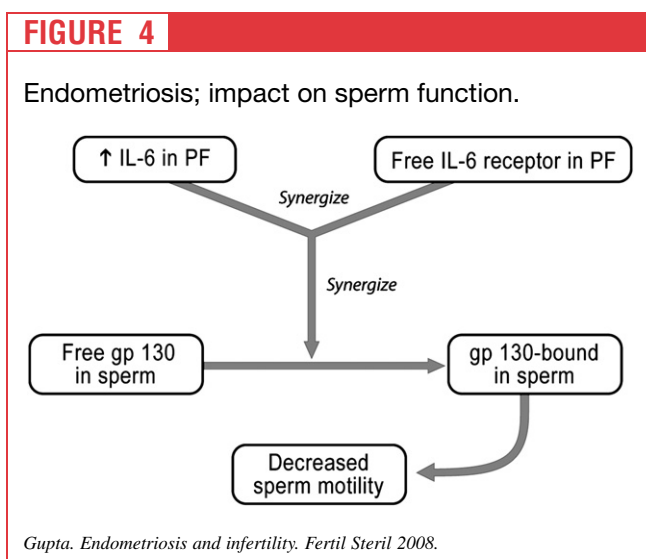 FIGURE 4
Endometriosis; impact on sperm function.
↑ IL-6 in PF
Free IL-6 receptor in PF
Synergize
Synergize
Free gp 130
in sperm
gp 130-bound
in sperm
Decreased
sperm motility
Gupta. Endometriosis and infertility. Fertil Steril 2008.